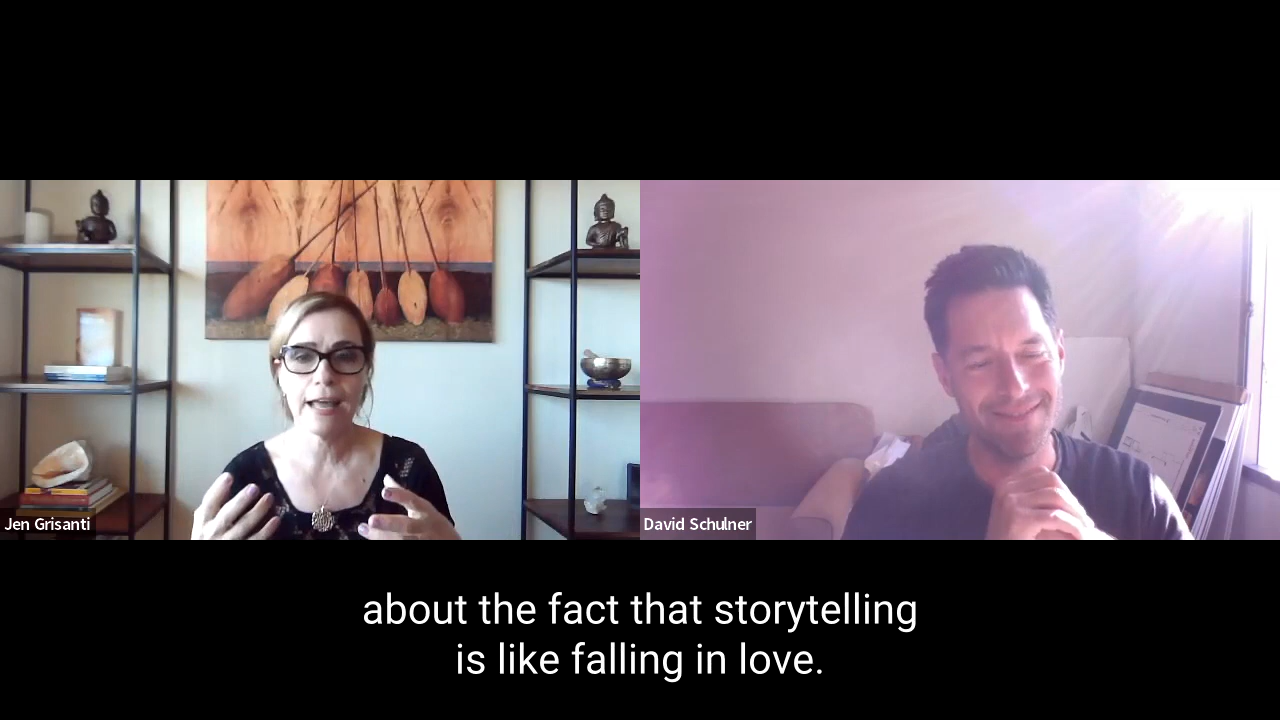 Jen Grisanti
David Schulner
about the fact that storytelling
is like falling in love.